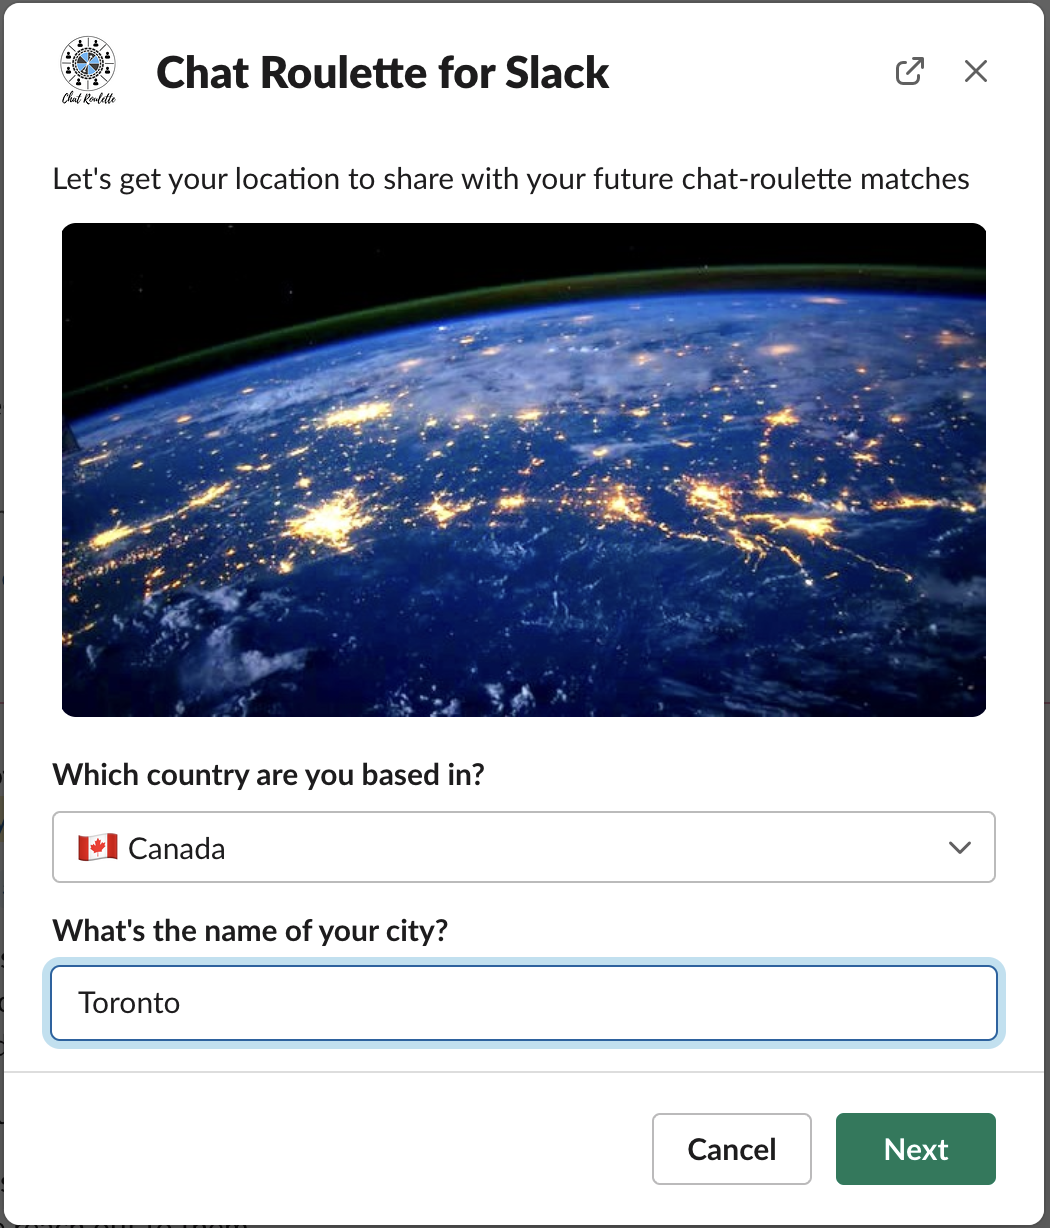 Chat Roulette
Chat Roulette for Slack
Let's get your location to share with your future chat-roulette matches
Which country are you based in?
Canada
What's the name of your city?
Toronto
Cancel
Next